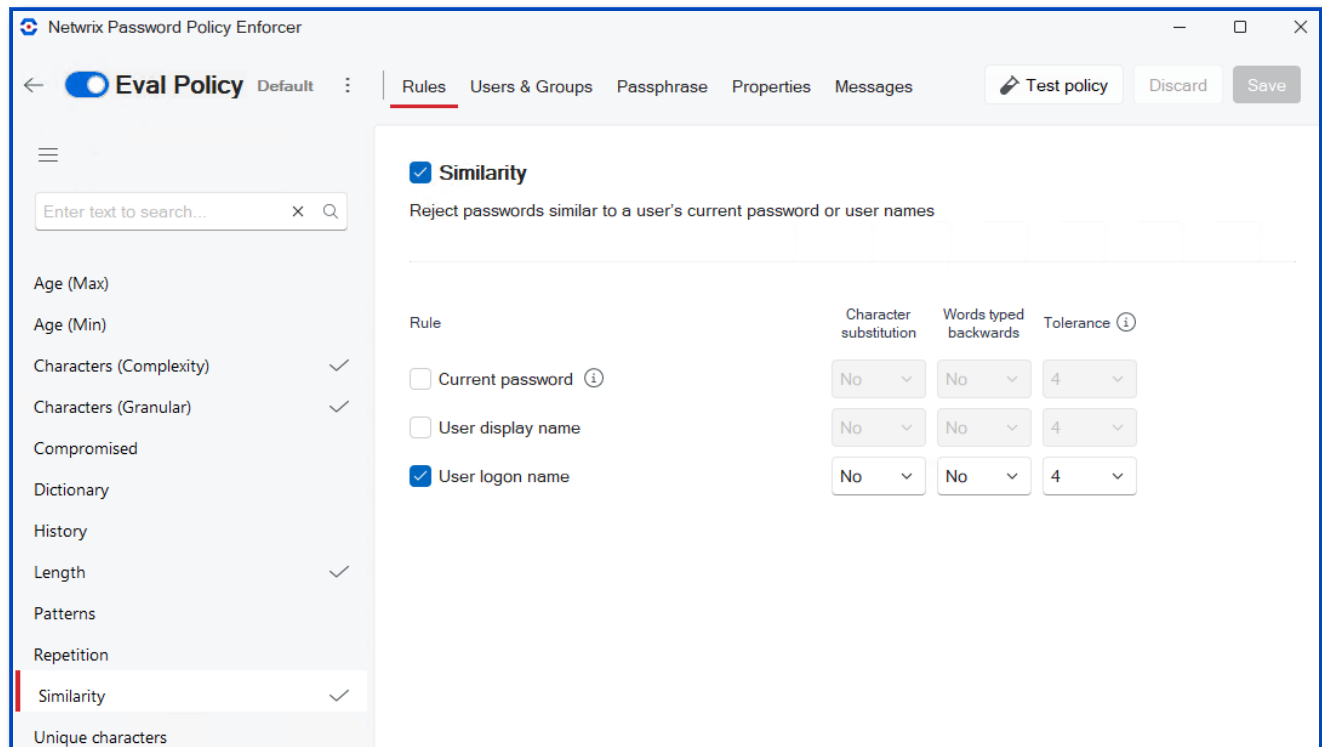 Netwrix Password Policy Enforcer
Eval Policy Default
Rules Users & Groups Passphrase Properties Messages
Test policy Discard Save
Enter text to search...
Age (Max)
Age (Min)
Characters (Complexity)
Characters (Granular)
Compromised
Dictionary
History
Length
Patterns
Repetition
Similarity
Unique characters
Similarity
Reject passwords similar to a user's current password or user names
Rule Character substitution Words typed backwards Tolerance
Current password No No 4
User display name No No 4
User logon name No No 4